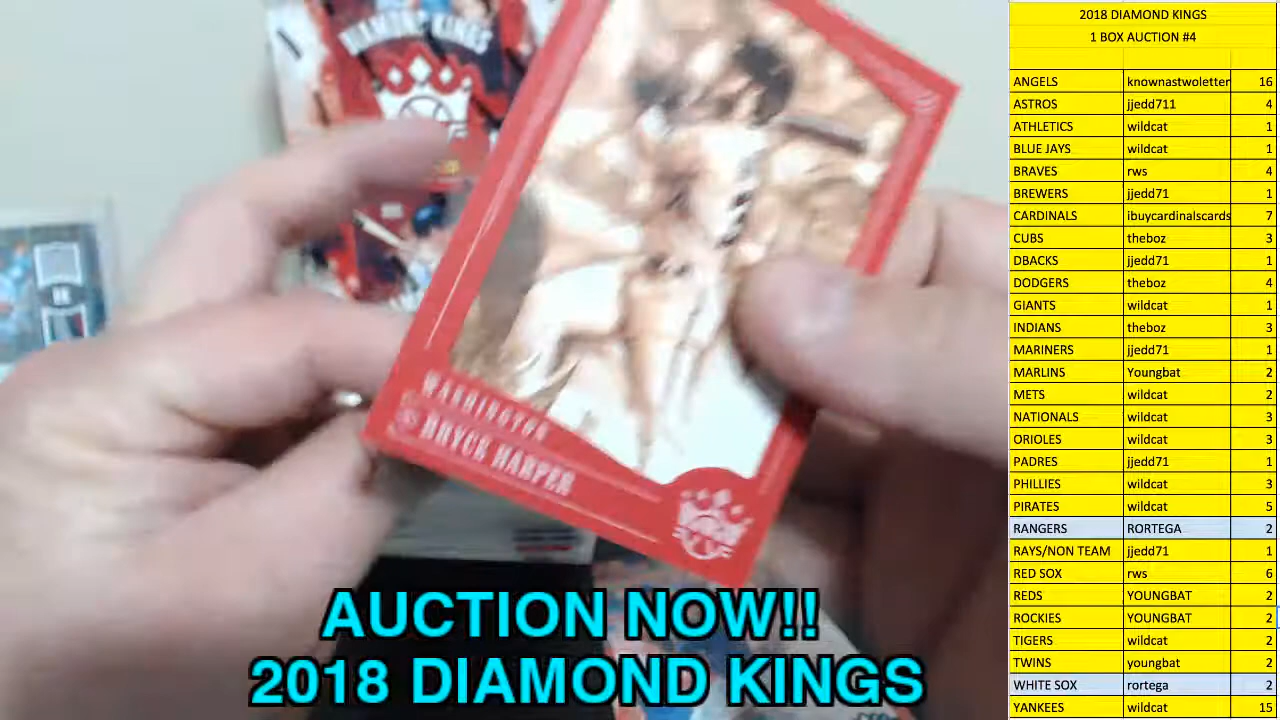 DIAMOND KINGS
WASHINGTON
BRYCE HARPER
AUCTION NOW!!
2018 DIAMOND KINGS
2018 DIAMOND KINGS
1 BOX AUCTION #4
ANGELS knownastwoletter 16
ASTROS jjedd711 4
ATHLETICS wildcat 1
BLUE JAYS wildcat 1
BRAVES rws 4
BREWERS jjedd71 1
CARDINALS ibuycardinalscards 7
CUBS theboz 3
DBACKS jjedd71 1
DODGERS theboz 4
GIANTS wildcat 1
INDIANS theboz 3
MARINERS jjedd71 1
MARLINS Youngbat 2
METS wildcat 2
NATIONALS wildcat 3
ORIOLES wildcat 3
PADRES jjedd71 1
PHILLIES wildcat 3
PIRATES wildcat 5
RANGERS RORTEGA 2
RAYS/NON TEAM jjedd71 1
RED SOX rws 6
REDS YOUNGBAT 2
ROCKIES YOUNGBAT 2
TIGERS wildcat 2
TWINS youngbat 2
WHITE SOX rortega 2
YANKEES wildcat 15